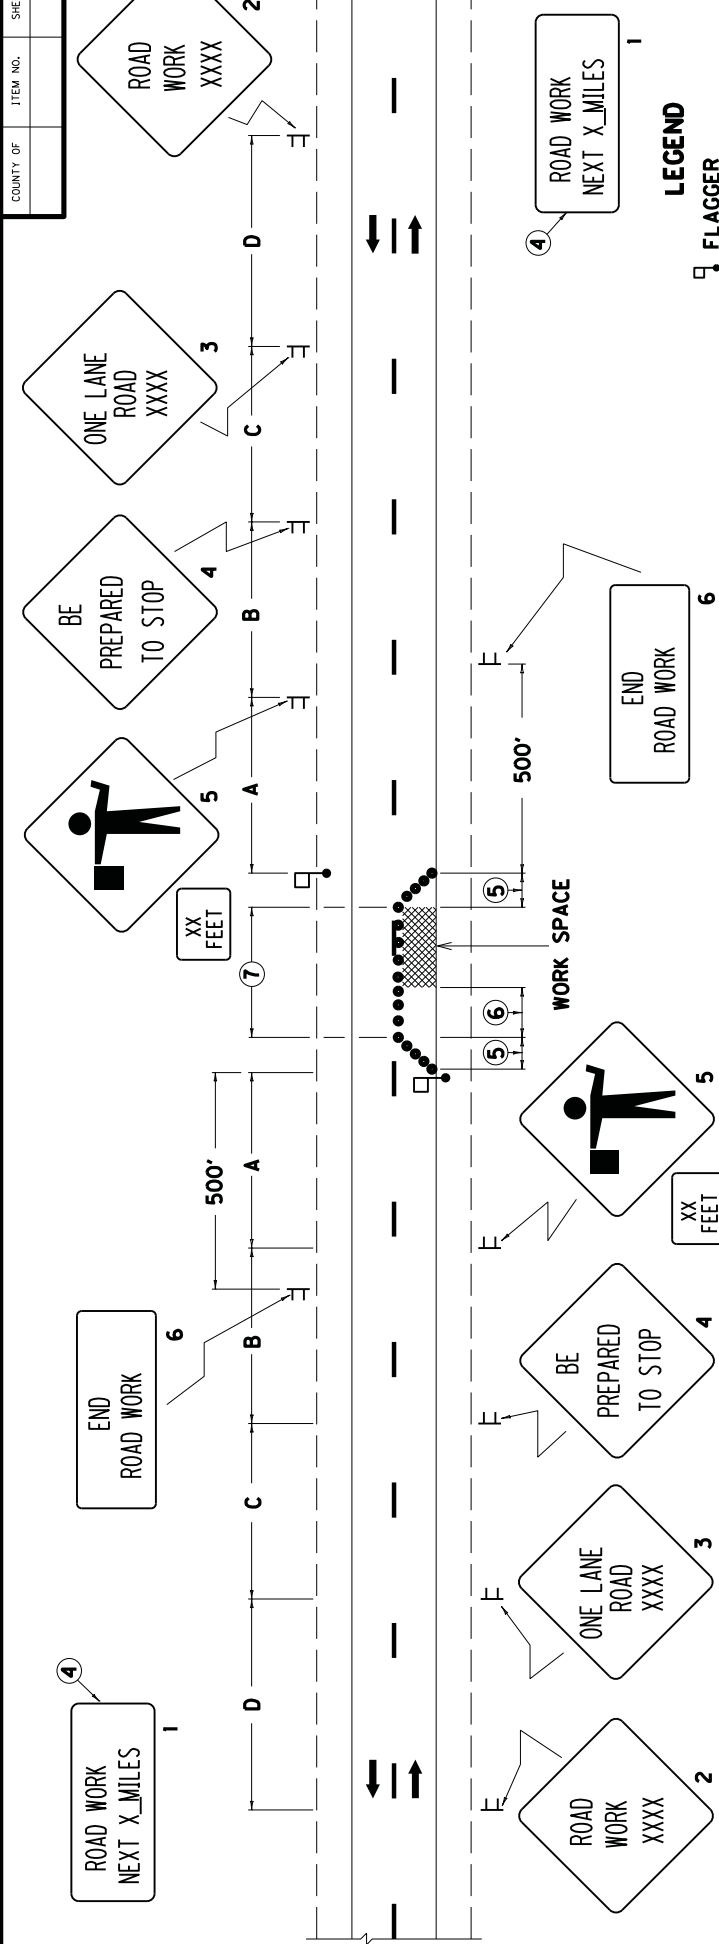 COUNTY OF
ITEM NO.
SHE
ROAD WORK
NEXT X_MILES
1
4
END
ROAD WORK
6
XX
FEET
5
BE
PREPARED
TO STOP
4
ONE LANE
ROAD
XXXX
3
ROAD
WORK
XXXX
2
500'
D
C
B
A
7
A
B
C
D
5
6
5
500'
WORK SPACE
ROAD
WORK
XXXX
2
ONE LANE
ROAD
XXXX
3
BE
PREPARED
TO STOP
4
XX
FEET
5
END
ROAD WORK
6
4
ROAD WORK
NEXT X_MILES
1
LEGEND
FLAGGER